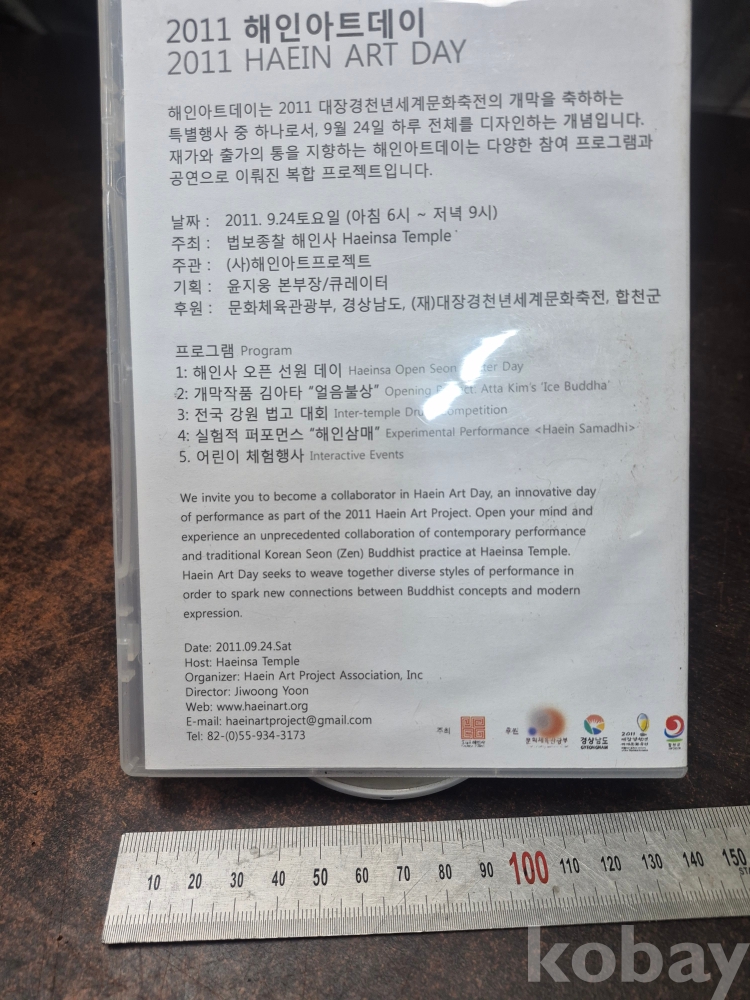 2011 해인아트데이
2011 HAEIN ART DAY
해인아트데이는 2011 대장경천년세계문화축전의 개막을 축하하는
특별행사 중 하나로서, 9월 24일 하루 전체를 디자인하는 개념입니다.
재가와 출가의 통을 지향하는 해인아트데이는 다양한 참여 프로그램과
공연으로 이뤄진 복합 프로젝트입니다.
날짜 : 2011. 9.24토요일 (아침 6시 ~ 저녁 9시)
주최 : 법보종찰 해인사 Haeinsa Temple
주관 : (사)해인아트프로젝트
기획 : 윤지웅 본부장/큐레이터
후원 : 문화체육관광부, 경상남도, (재)대장경천년세계문화축전, 합천군
프로그램 Program
1: 해인사 오픈 선원 데이 Haeinsa Open Seon Day
2: 개막작품 김아타 “얼음불상” Opening Atta Kim's 'Ice Buddha'
3: 전국 강원 법고 대회 Inter-temple Competition
4: 실험적 퍼포먼스 “해인삼매” Experimental Performance <Haein Samadhi>
5. 어린이 체험행사 Interactive Events
We invite you to become a collaborator in Haein Art Day, an innovative day
of performance as part of the 2011 Haein Art Project. Open your mind and
experience an unprecedented collaboration of contemporary performance
and traditional Korean Seon (Zen) Buddhist practice at Haeinsa Temple.
Haein Art Day seeks to weave together diverse styles of performance in
order to spark new connections between Buddhist concepts and modern
expression.
Date: 2011.09.24.Sat
Host: Haeinsa Temple
Organizer: Haein Art Project Association, Inc
Director: Jiwoong Yoon
Web: www.haeinart.org
E-mail: haeinartproject@gmail.com
Tel: 82-(0)55-934-3173
주최 후원 문화체육관광부 경상남도 2011
10 20 30 40 50 60 70 80 90 100 110 120 130 140 150
kobay